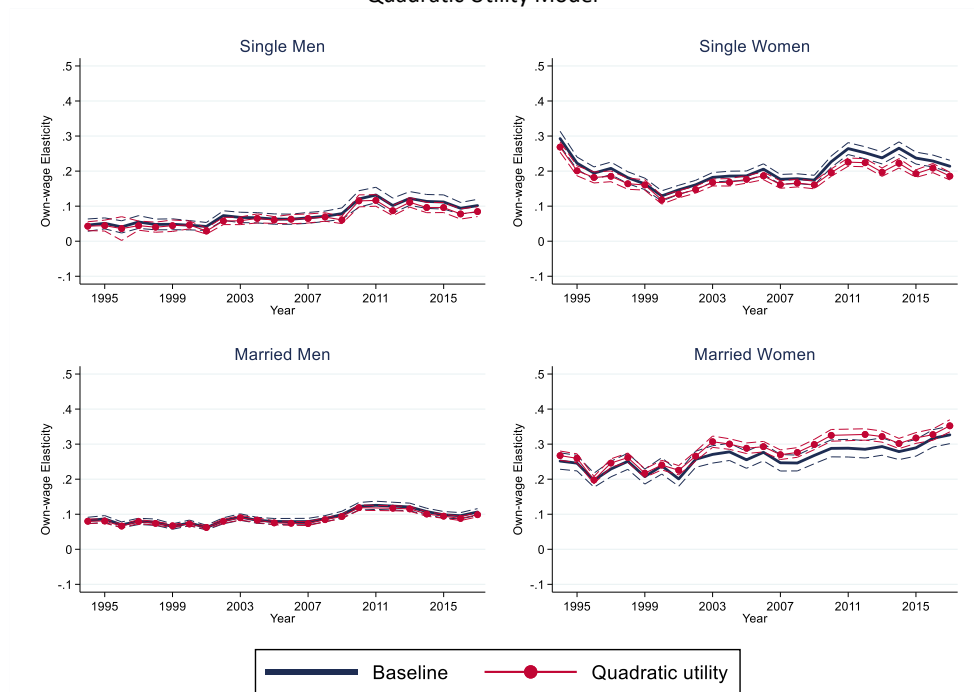 Quadratic Utility Model
Single Men
Single Women
.5
.4
.3
.2
.1
0
-.1
Own-wage Elasticity
1995 1999 2003 2007 2011 2015
Year
.5
.4
.3
.2
.1
0
-.1
Own-wage Elasticity
1995 1999 2003 2007 2011 2015
Year
Married Men
Married Women
.5
.4
.3
.2
.1
0
-.1
Own-wage Elasticity
1995 1999 2003 2007 2011 2015
Year
.5
.4
.3
.2
.1
0
-.1
Own-wage Elasticity
1995 1999 2003 2007 2011 2015
Year
Baseline Quadratic utility